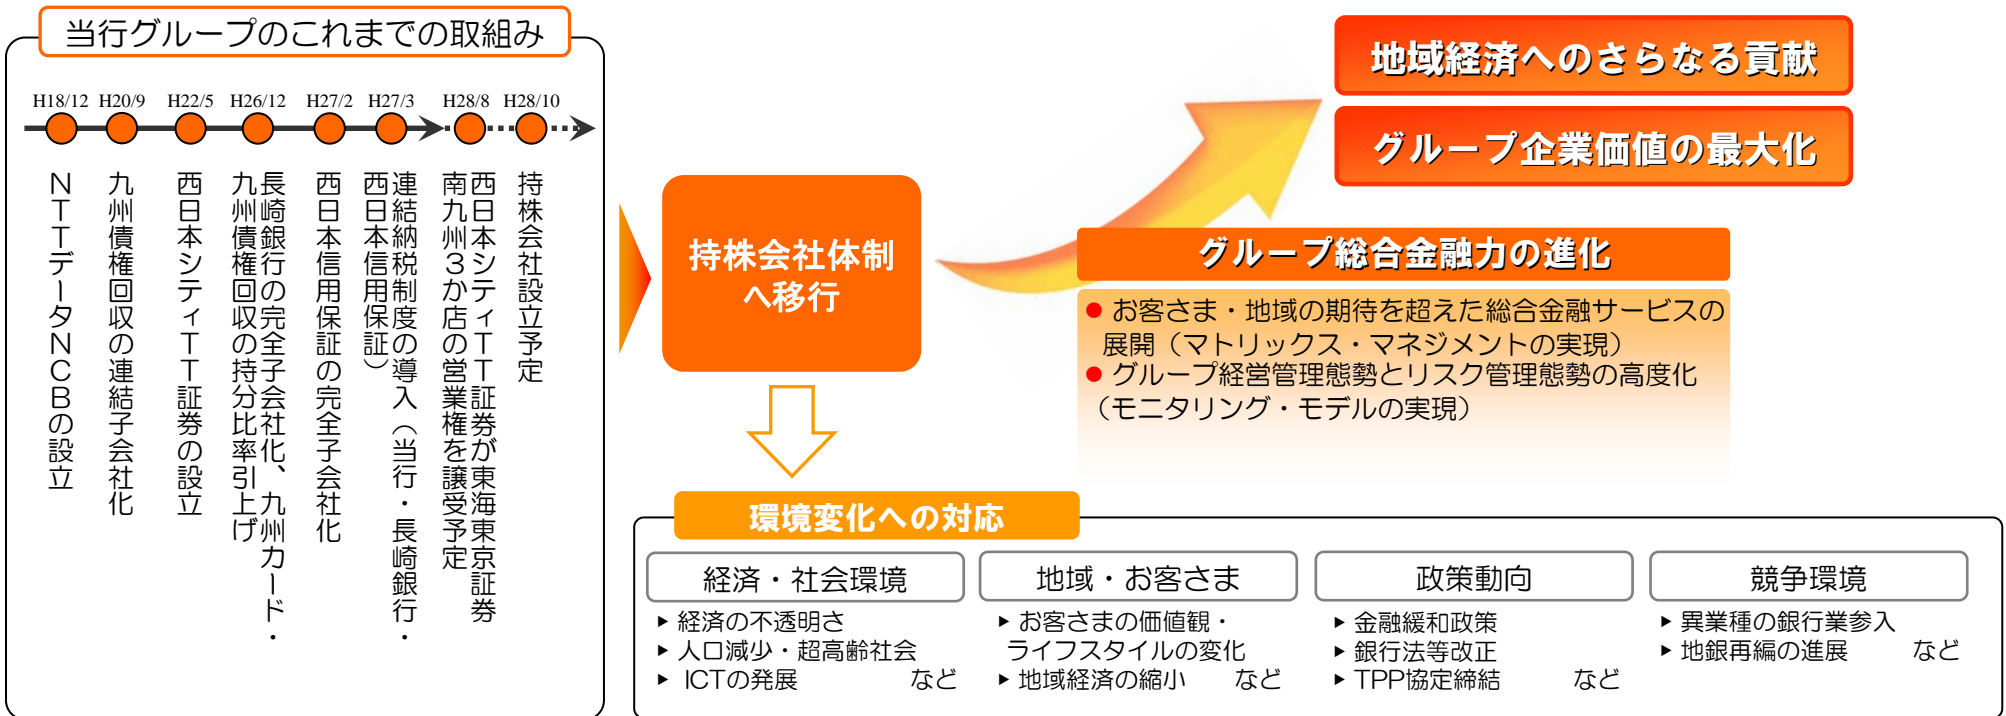 当行グループのこれまでの取組み
H18/12 H20/9 H22/5 H26/12 H27/2 H27/3 H28/8 H28/10
NTTデータNCBの設立
九州債権回収の連結子会社化
西日本シティTT証券の設立
長崎銀行の完全子会社化、九州カード・
九州債権回収の持分比率引上げ
西日本信用保証の完全子会社化
連結納税制度の導入（当行・長崎銀行・
西日本信用保証）
西日本シティTT証券が東海東京証券
南九州3か店の営業権を譲受予定
持株会社設立予定
持株会社体制
へ移行
地域経済へのさらなる貢献
グループ企業価値の最大化
グループ総合金融力の進化
● お客さま・地域の期待を超えた総合金融サービスの
展開（マトリックス・マネジメントの実現）
● グループ経営管理態勢とリスク管理態勢の高度化
（モニタリング・モデルの実現）
環境変化への対応
経済・社会環境
▶ 経済の不透明さ
▶ 人口減少・超高齢社会
▶ ICTの発展 など
地域・お客さま
▶ お客さまの価値観・
ライフスタイルの変化
▶ 地域経済の縮小 など
政策動向
▶ 金融緩和政策
▶ 銀行法等改正
▶ TPP協定締結 など
競争環境
▶ 異業種の銀行業参入
▶ 地銀再編の進展 など